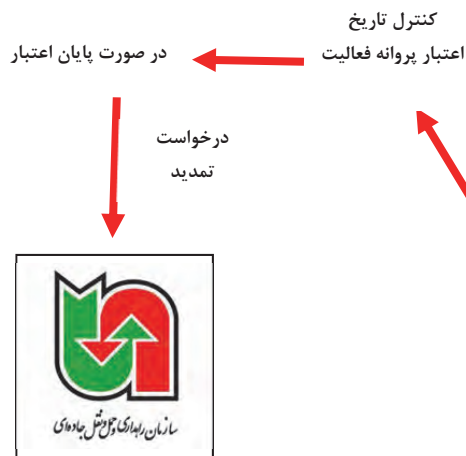 کنترل تاریخ
اعتبار پروانه فعالیت
در صورت پایان اعتبار
درخواست
تمدید
سازمان راهداری و حمل و نقل جاده‌ای